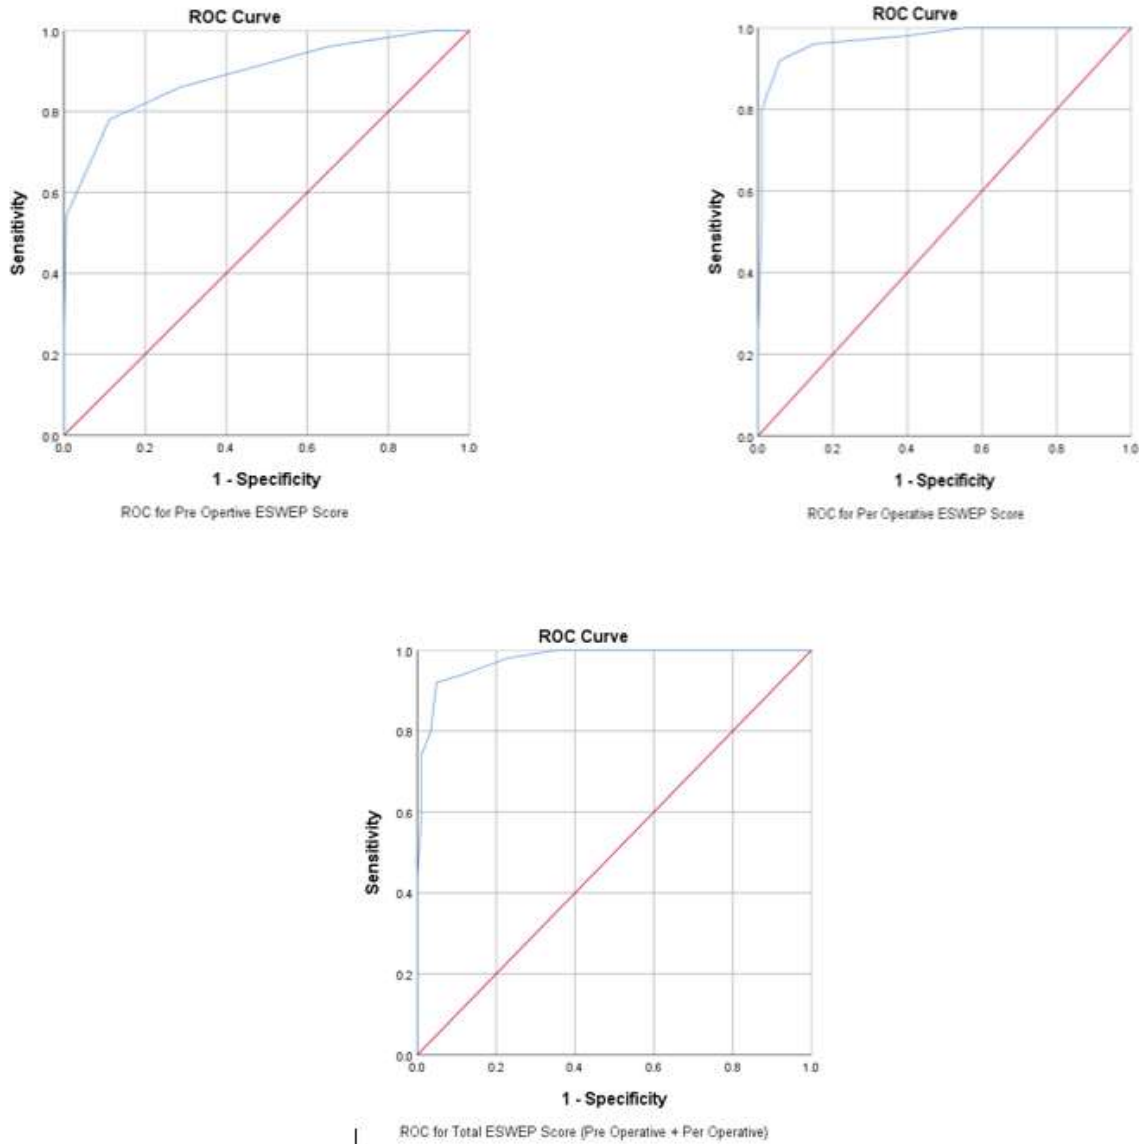 ROC Curve
1.0
0.8
0.6
0.4
0.2
0.0
Sensitivity
0.0 0.2 0.4 0.6 0.8 1.0
1 - Specificity
ROC for Pre Opertive ESWEP Score
ROC Curve
1.0
0.8
0.6
0.4
0.2
0.0
Sensitivity
0.0 0.2 0.4 0.6 0.8 1.0
1 - Specificity
ROC for Per Operative ESWEP Score
ROC Curve
1.0
0.8
0.6
0.4
0.2
0.0
Sensitivity
0.0 0.2 0.4 0.6 0.8 1.0
1 - Specificity
ROC for Total ESWEP Score (Pre Operative + Per Operative)